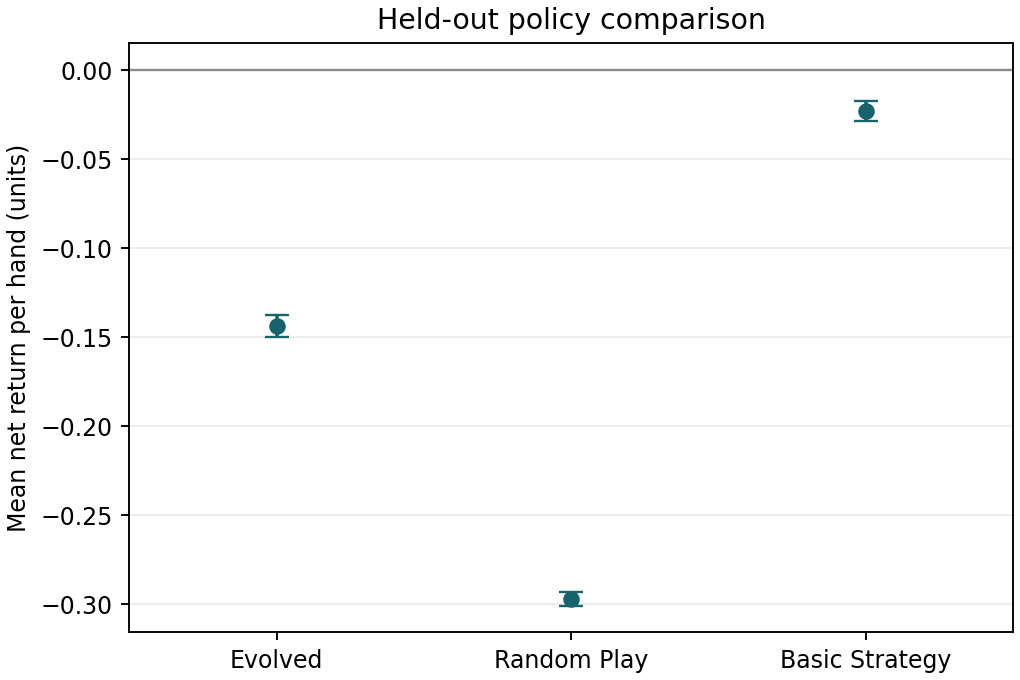 Held-out policy comparison
Mean net return per hand (units)
0.00
−0.05
−0.10
−0.15
−0.20
−0.25
−0.30
Evolved
Random Play
Basic Strategy